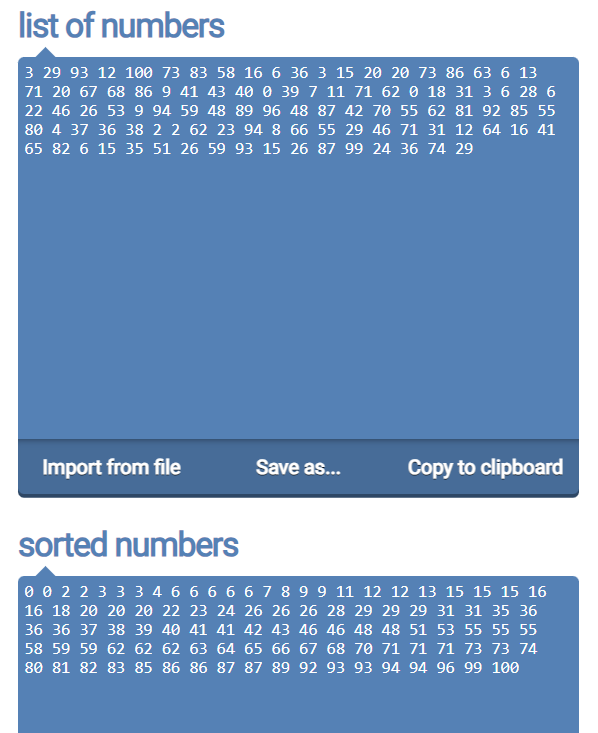 list of numbers
3 29 93 12 100 73 83 58 16 6 36 3 15 20 20 73 86 63 6 13
71 20 67 68 86 9 41 43 40 0 39 7 11 71 62 0 18 31 3 6 28 6
22 46 26 53 9 94 59 48 89 96 48 87 42 70 55 62 81 92 85 55
80 4 37 36 38 2 2 62 23 94 8 66 55 29 46 71 31 12 64 16 41
65 82 6 15 35 51 26 59 93 15 26 87 99 24 36 74 29
Import from file
Save as...
Copy to clipboard
sorted numbers
0 0 2 2 3 3 3 4 6 6 6 6 6 7 8 9 9 11 12 12 13 15 15 15 16
16 18 20 20 20 22 23 24 26 26 26 28 29 29 29 31 31 35 36
36 36 37 38 39 40 41 41 42 43 46 46 48 48 51 53 55 55 55
58 59 59 62 62 62 63 64 65 66 67 68 70 71 71 71 73 73 74
80 81 82 83 85 86 86 87 87 89 92 93 93 94 94 96 99 100